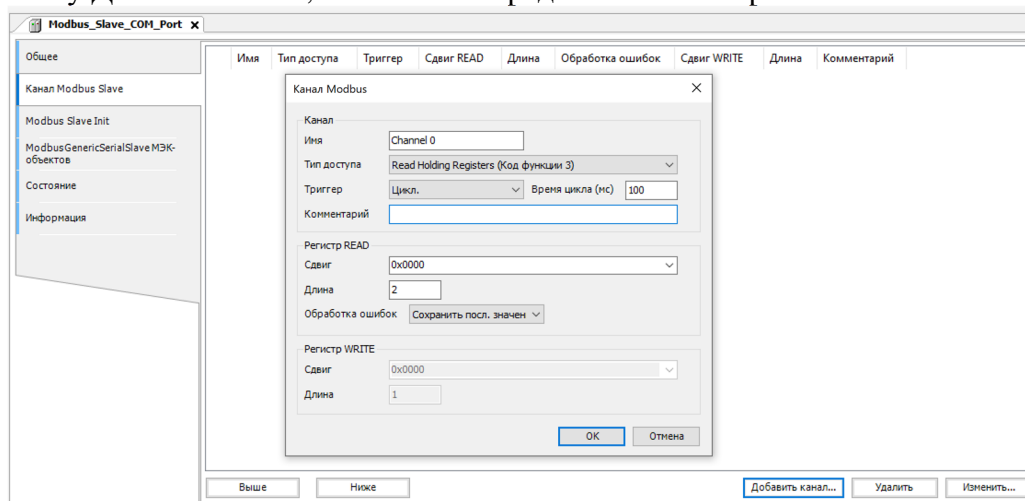 Modbus_Slave_COM_Port
Общее
Канал Modbus Slave
Modbus Slave Init
ModbusGenericSerialSlave МЭК-
объектов
Состояние
Информация
Имя Тип доступа Триггер Сдвиг READ Длина Обработка ошибок Сдвиг WRITE Длина Комментарий
Канал Modbus
Канал
Имя Channel 0
Тип доступа Read Holding Registers (Код функции 3)
Триггер Цикл. Время цикла (мс) 100
Комментарий
Регистр READ
Сдвиг 0x0000
Длина 2
Обработка ошибок Сохранить посл. значен
Регистр WRITE
Сдвиг 0x0000
Длина 1
OK Отмена
Выше Ниже Добавить канал... Удалить Изменить...